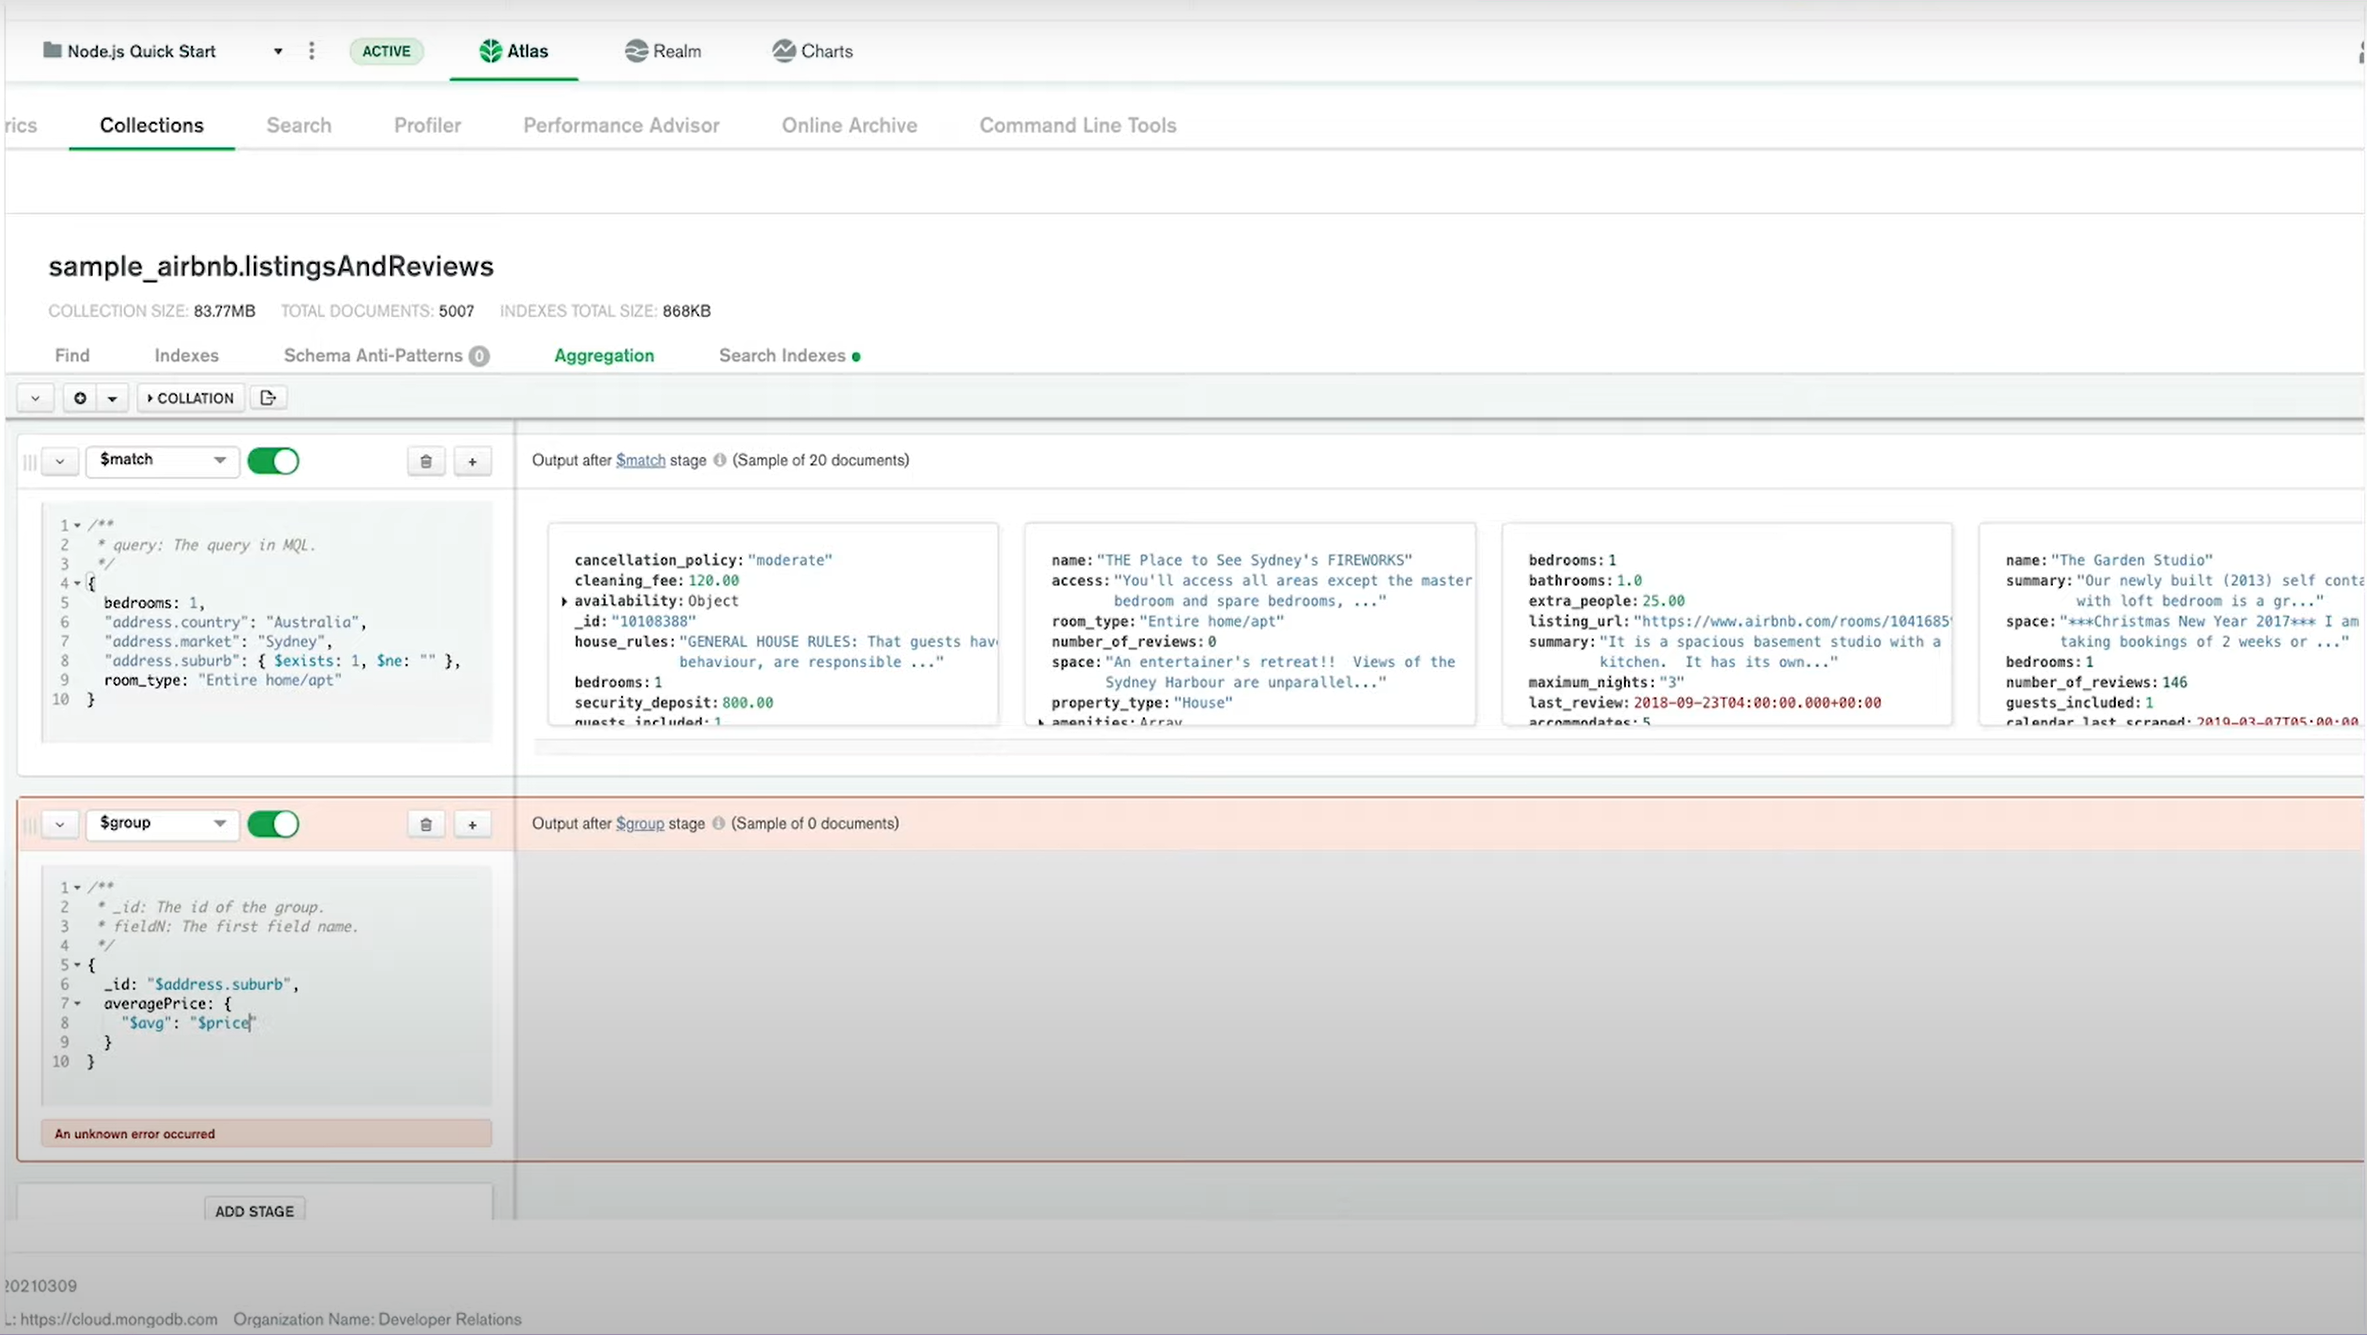 Node.js Quick Start ACTIVE Atlas Realm Charts
rics Collections Search Profiler Performance Advisor Online Archive Command Line Tools
sample_airbnb.listingsAndReviews
COLLECTION SIZE: 83.77MB TOTAL DOCUMENTS: 5007 INDEXES TOTAL SIZE: 868KB
Find Indexes Schema Anti-Patterns 0 Aggregation Search Indexes
COLLATION
$match
Output after $match stage (Sample of 20 documents)
1 /**
2 * query: The query in MQL.
3 */
4 {
5 bedrooms: 1,
6 "address.country": "Australia",
7 "address.market": "Sydney",
8 "address.suburb": { $exists: 1, $ne: "" },
9 room_type: "Entire home/apt"
10 }
cancellation_policy: "moderate"
cleaning_fee: 120.00
availability: Object
_id: "10108388"
house_rules: "GENERAL HOUSE RULES: That guests have
behaviour, are responsible ..."
bedrooms: 1
security_deposit: 800.00
guests_included: 1
name: "THE Place to See Sydney's FIREWORKS"
access: "You'll access all areas except the master
bedroom and spare bedrooms, ..."
room_type: "Entire home/apt"
number_of_reviews: 0
space: "An entertainer's retreat!! Views of the
Sydney Harbour are unparallel..."
property_type: "House"
amenities: Array
bedrooms: 1
bathrooms: 1.0
extra_people: 25.00
listing_url: "https://www.airbnb.com/rooms/1041685
summary: "It is a spacious basement studio with a
kitchen. It has its own..."
maximum_nights: "3"
last_review: 2018-09-23T04:00:00.000+00:00
accommodates: 5
name: "The Garden Studio"
summary: "Our newly built (2013) self conta
with loft bedroom is a gr..."
space: "***Christmas New Year 2017*** I am
taking bookings of 2 weeks or ..."
bedrooms: 1
number_of_reviews: 146
guests_included: 1
calendar_last_scraped: 2019-03-07T05:00:00
$group
Output after $group stage (Sample of 0 documents)
1 /**
2 * _id: The id of the group.
3 * fieldN: The first field name.
4 */
5 {
6 _id: "$address.suburb",
7 averagePrice: {
8 "$avg": "$price"
9 }
10 }
An unknown error occurred
ADD STAGE
20210309
L: https://cloud.mongodb.com Organization Name: Developer Relations